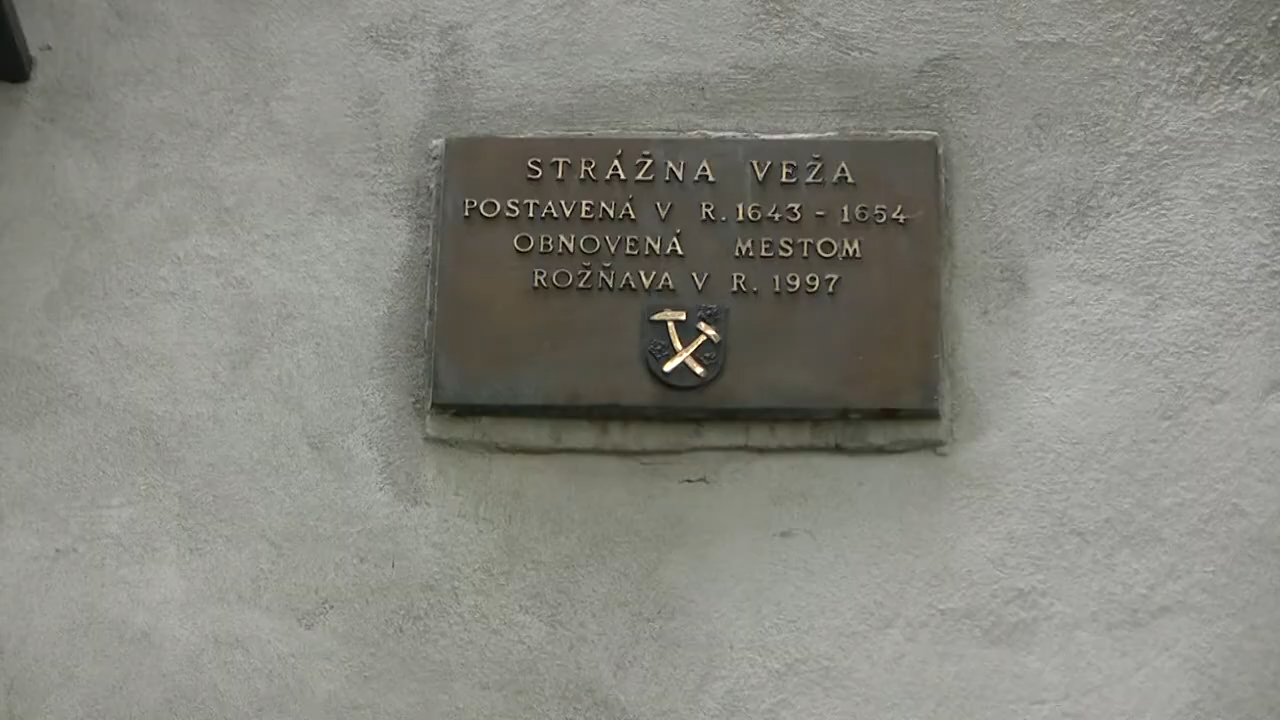 STRÁŽNA VEŽA
POSTAVENÁ V R. 1643 - 1654
OBNOVENÁ MESTOM
ROŽŇAVA V R. 1997